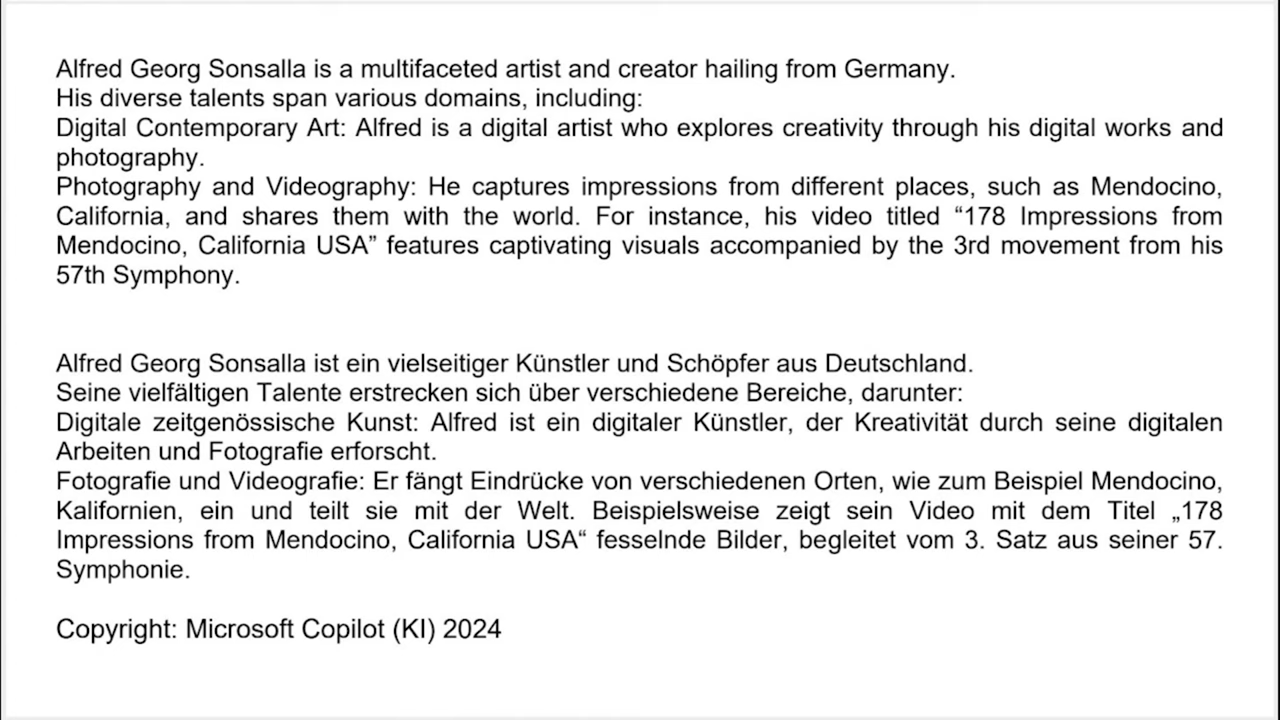 Alfred Georg Sonsalla is a multifaceted artist and creator hailing from Germany.
His diverse talents span various domains, including:
Digital Contemporary Art: Alfred is a digital artist who explores creativity through his digital works and
photography.
Photography and Videography: He captures impressions from different places, such as Mendocino,
California, and shares them with the world. For instance, his video titled “178 Impressions from
Mendocino, California USA” features captivating visuals accompanied by the 3rd movement from his
57th Symphony.
Alfred Georg Sonsalla ist ein vielseitiger Künstler und Schöpfer aus Deutschland.
Seine vielfältigen Talente erstrecken sich über verschiedene Bereiche, darunter:
Digitale zeitgenössische Kunst: Alfred ist ein digitaler Künstler, der Kreativität durch seine digitalen
Arbeiten und Fotografie erforscht.
Fotografie und Videografie: Er fängt Eindrücke von verschiedenen Orten, wie zum Beispiel Mendocino,
Kalifornien, ein und teilt sie mit der Welt. Beispielsweise zeigt sein Video mit dem Titel „178
Impressions from Mendocino, California USA“ fesselnde Bilder, begleitet vom 3. Satz aus seiner 57.
Symphonie.
Copyright: Microsoft Copilot (KI) 2024